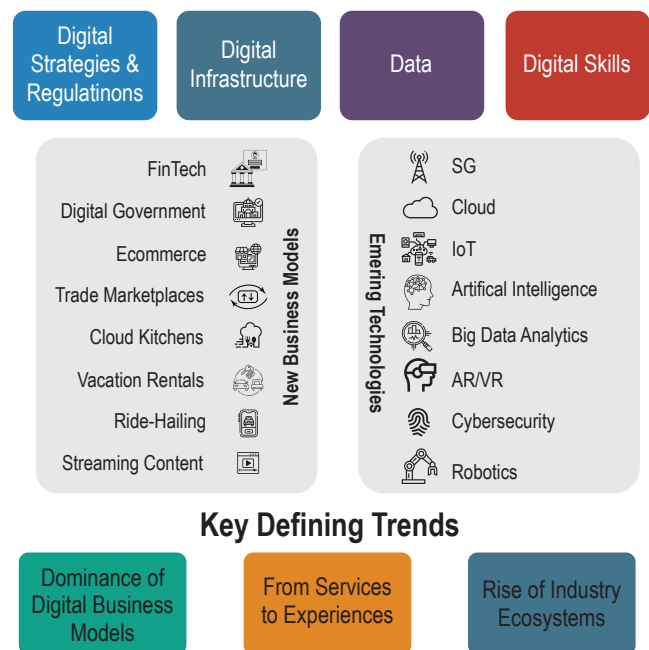 Digital
Strategies &
Regulatinons
Digital
Infrastructure
Data
Digital Skills
FinTech
Digital Government
Ecommerce
Trade Marketplaces
Cloud Kitchens
Vacation Rentals
Ride-Hailing
Streaming Content
New Business Models
Emering Technologies
SG
Cloud
IoT
Artifical Intelligence
Big Data Analytics
AR/VR
Cybersecurity
Robotics
Key Defining Trends
Dominance of
Digital Business
Models
From Services
to Experiences
Rise of Industry
Ecosystems